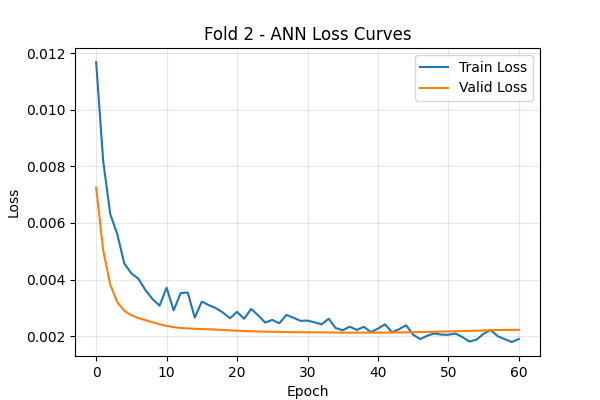 Fold 2 - ANN Loss Curves
Train Loss
Valid Loss
Loss
0.012
0.010
0.008
0.006
0.004
0.002
0 10 20 30 40 50 60
Epoch